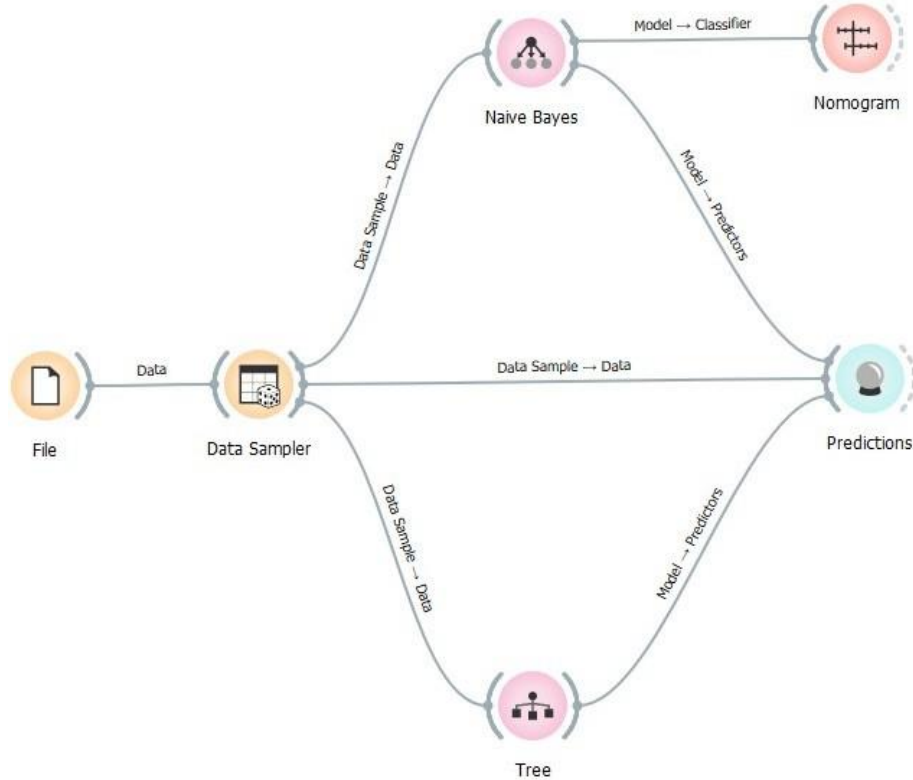 Model → Classifier
Naive Bayes
Nomogram
Data Sample → Data
Model → Predictors
Data
Data Sample → Data
File
Data Sampler
Predictions
Data Sample → Data
Model → Predictors
Tree